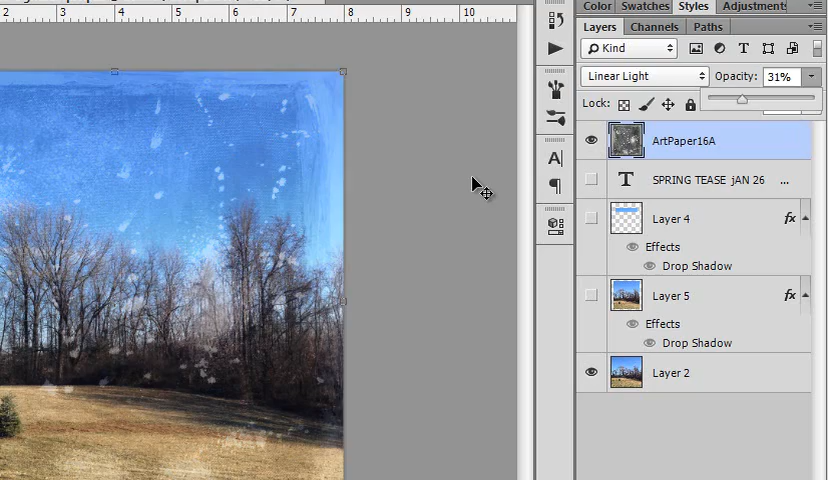 2 3 4 5 6 7 8 9 10
Color Swatches Styles Adjustment
Layers Channels Paths
Kind T
Linear Light Opacity: 31%
Lock:
ArtPaper16A
T SPRING TEASE jAN 26 ...
Layer 4 fx
Effects
Drop Shadow
Layer 5 fx
Effects
Drop Shadow
Layer 2
A